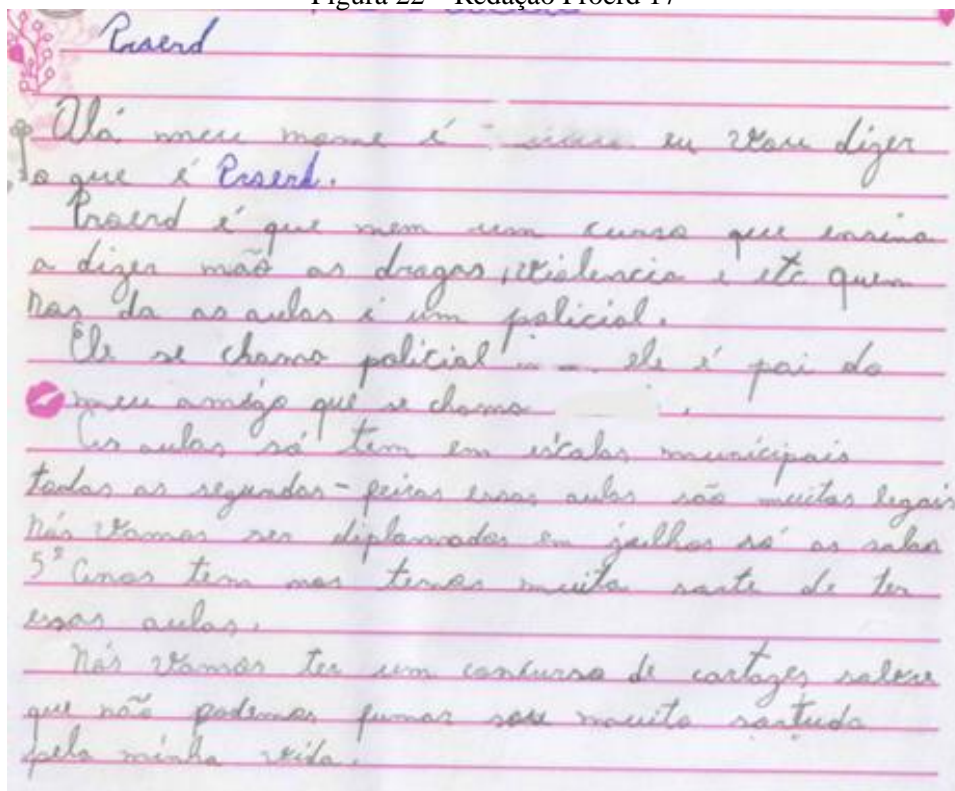 Figura 22 – Redação Proerd 17
Proerd
Olá meu nome é eu vou dizer
o que é Proerd.
Proerd é que nem um curso que ensina
a dizer não as drogas, violencia e etc quem
nos da as aulas é um policial.
Ele se chama policial ele é pai do
meu amigo que se chama .
As aulas só tem em escolas municipais
todas as segundas-feiras essas aulas são muitas legais
nós vamos ser diplomados em julhos só as salas
5º Anos tem nos temos muita sorte de ter
essas aulas.
Nós vamos ter um concurso de cartazes sobre
que não podemos fumar sou muito sortuda
pela minha vida.